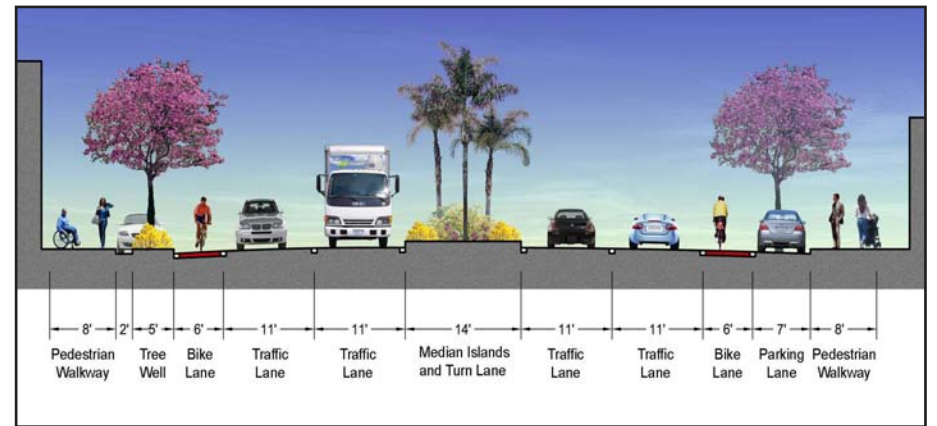 8' 2' 5' 6' 11' 11' 14' 11' 11' 6' 7' 8'
Pedestrian Walkway
Tree Well
Bike Lane
Traffic Lane
Traffic Lane
Median Islands and Turn Lane
Traffic Lane
Traffic Lane
Bike Lane
Parking Lane
Pedestrian Walkway